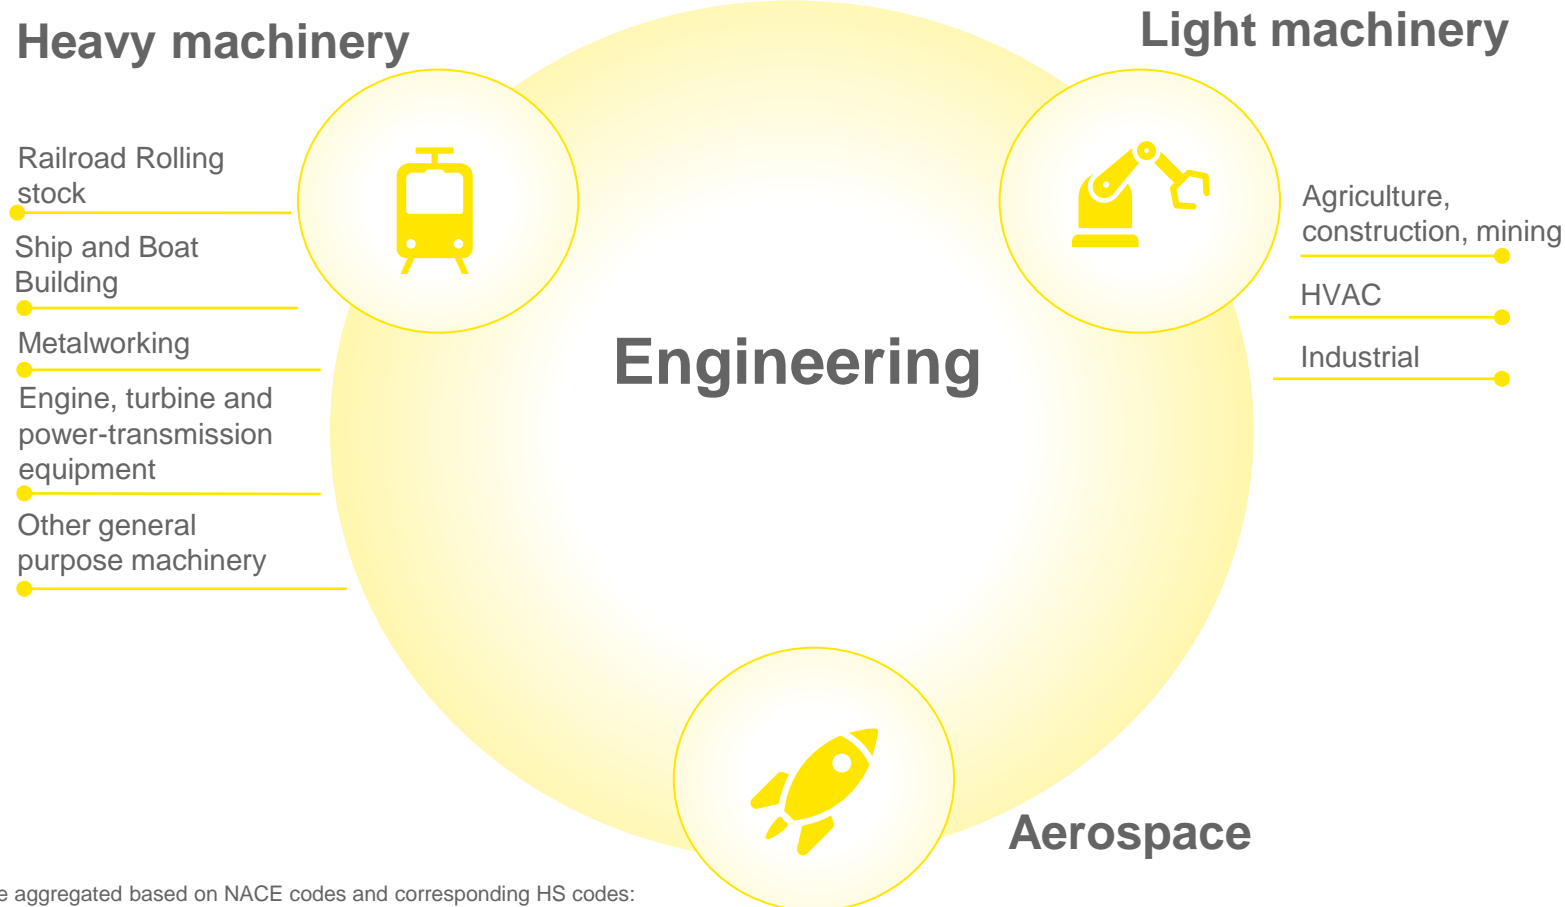 Heavy machinery
Railroad Rolling
stock
Ship and Boat
Building
Metalworking
Engine, turbine and
power-transmission
equipment
Other general
purpose machinery
Engineering
Light machinery
Agriculture,
construction, mining
HVAC
Industrial
Aerospace
e aggregated based on NACE codes and corresponding HS codes: